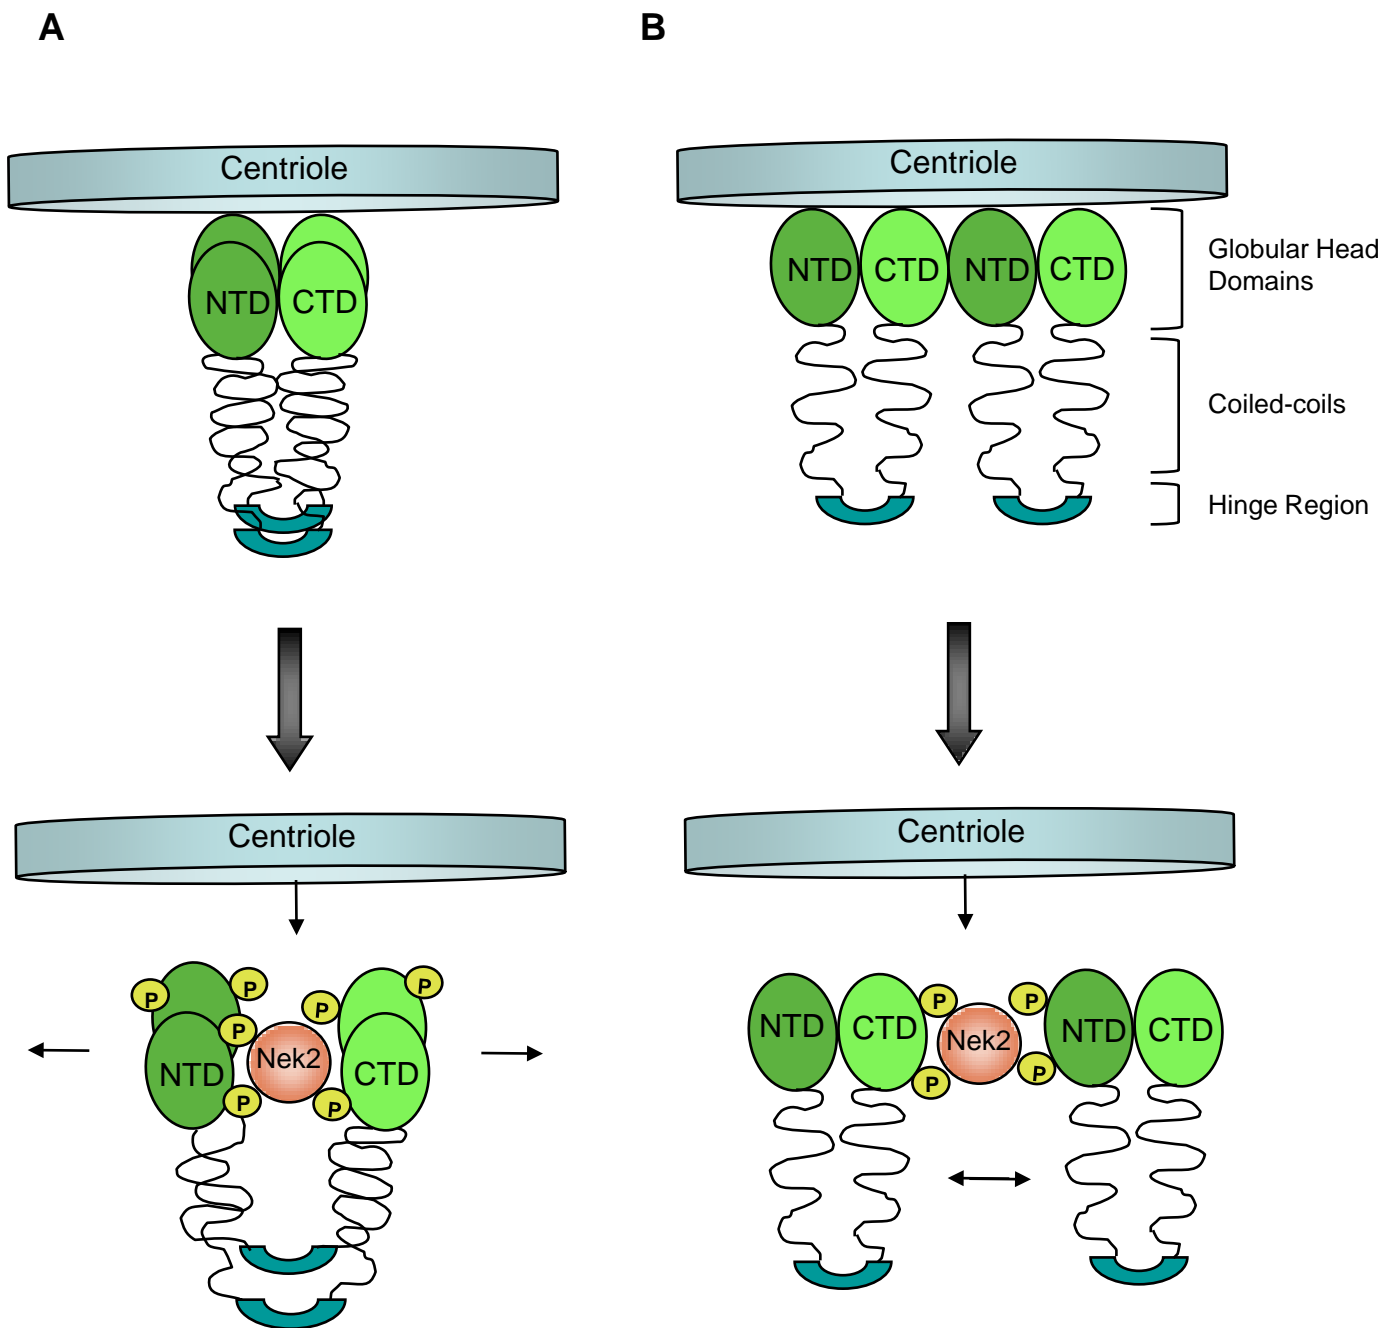 A
B
Centriole
Centriole
NTD
CTD
NTD
CTD
NTD
CTD
Globular Head
Domains
Coiled-coils
Hinge Region
Centriole
Centriole
P
P
P
P
P
P
P
Nek2
NTD
CTD
P
P
NTD
CTD
Nek2
NTD
CTD
P
P